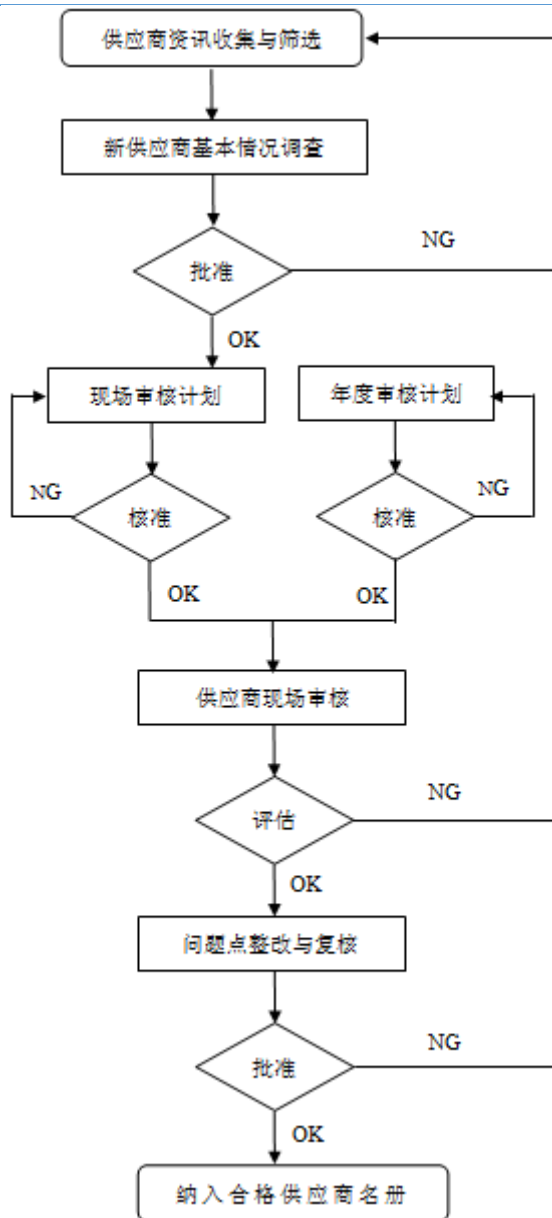 供应商资讯收集与筛选
新供应商基本情况调查
NG
批准
OK
现场审核计划
年度审核计划
NG
核准
核准
NG
OK
OK
供应商现场审核
NG
评估
OK
问题点整改与复核
NG
批准
OK
纳入合格供应商名册